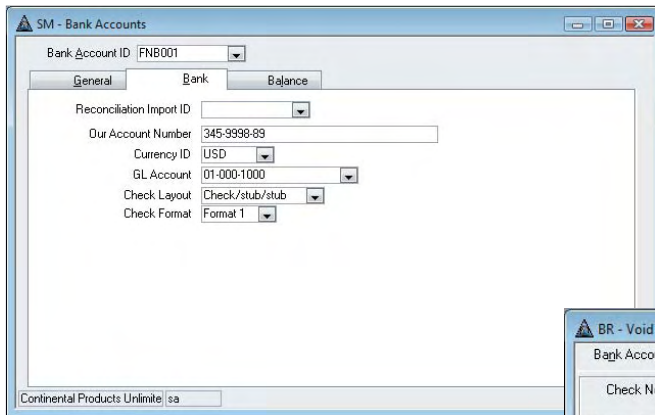 SM - Bank Accounts
Bank Account ID FNB001
General Bank Balance
Reconciliation Import ID
Our Account Number 345-9998-89
Currency ID USD
GL Account 01-000-1000
Check Layout Check/stub/stub
Check Format Format 1
BR - Void
Bank Acco
Check N
Continental Products Unlimite sa